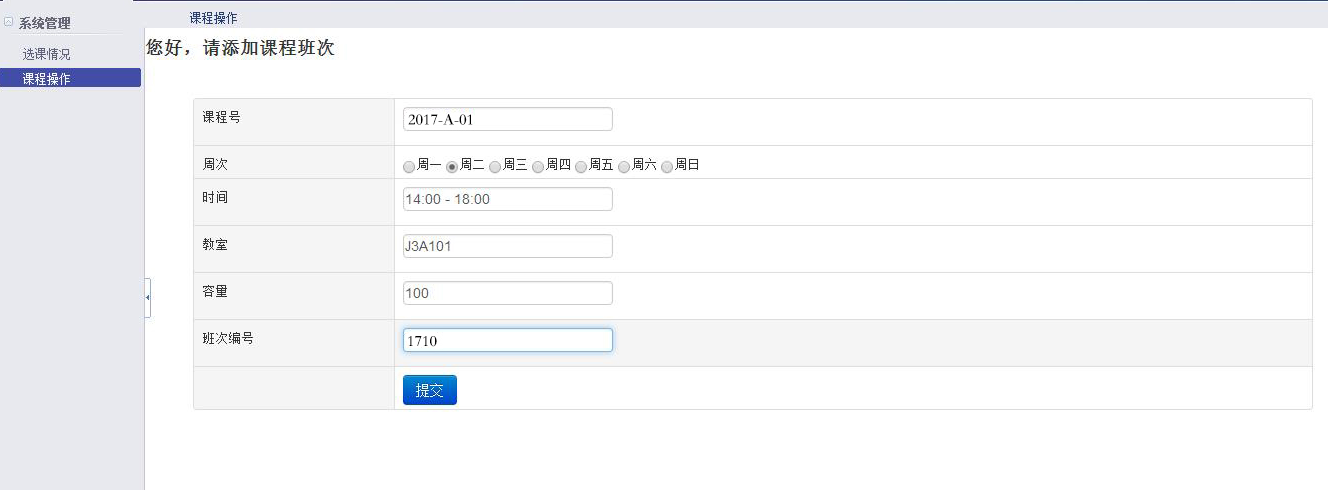 系统管理
选课情况
课程操作
课程操作
您好，请添加课程班次
课程号 2017-A-01
周次 周一 周二 周三 周四 周五 周六 周日
时间 14:00 - 18:00
教室 J3A101
容量 100
班次编号 1710
提交